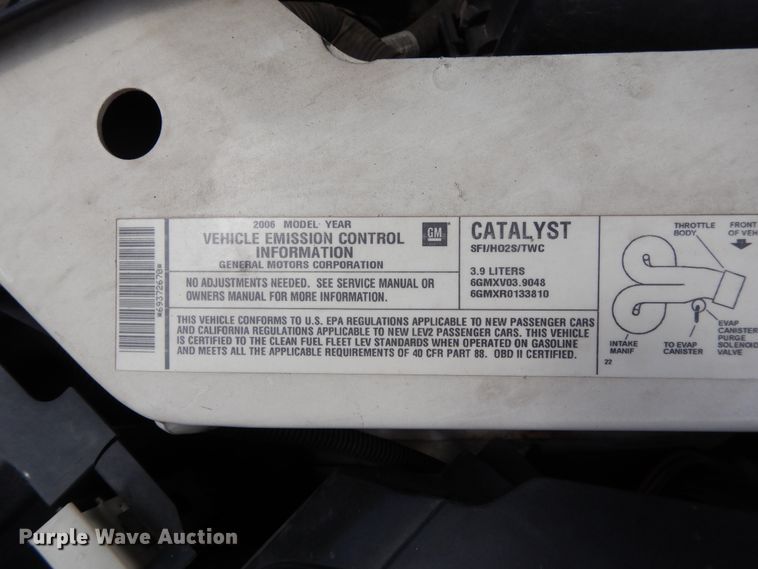 *69372678*
2006 MODEL YEAR
VEHICLE EMISSION CONTROL
INFORMATION
GENERAL MOTORS CORPORATION
GM
NO ADJUSTMENTS NEEDED. SEE SERVICE MANUAL OR
OWNERS MANUAL FOR MORE INFORMATION.
CATALYST
SFI/HO2S/TWC
3.9 LITERS
6GMXV03.9048
6GMXR0133810
THIS VEHICLE CONFORMS TO U.S. EPA REGULATIONS APPLICABLE TO NEW PASSENGER CARS
AND CALIFORNIA REGULATIONS APPLICABLE TO NEW LEV2 PASSENGER CARS. THIS VEHICLE
IS CERTIFIED TO THE CLEAN FUEL FLEET LEV STANDARDS WHEN OPERATED ON GASOLINE
AND MEETS ALL THE APPLICABLE REQUIREMENTS OF 40 CFR PART 88. OBD II CERTIFIED.
THROTTLE
BODY
FRONT
OF V
INTAKE
MANIF
TO EVAP
CANISTER
EVAP
CANISTER
PURGE
SOLENOID
VALVE
22
Purple Wave Auction